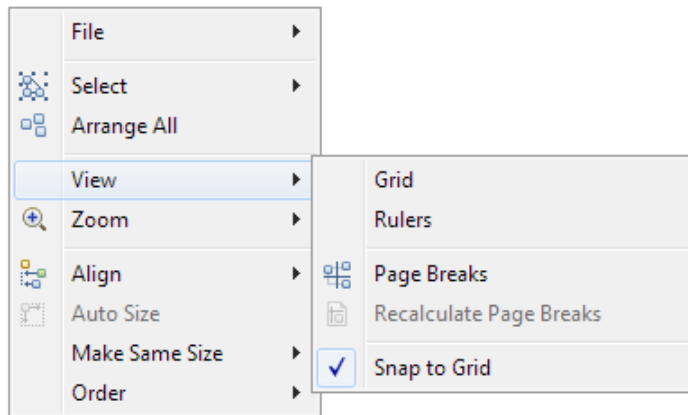 File
Select
Arrange All
View
Zoom
Align
Auto Size
Make Same Size
Order
Grid
Rulers
Page Breaks
Recalculate Page Breaks
Snap to Grid